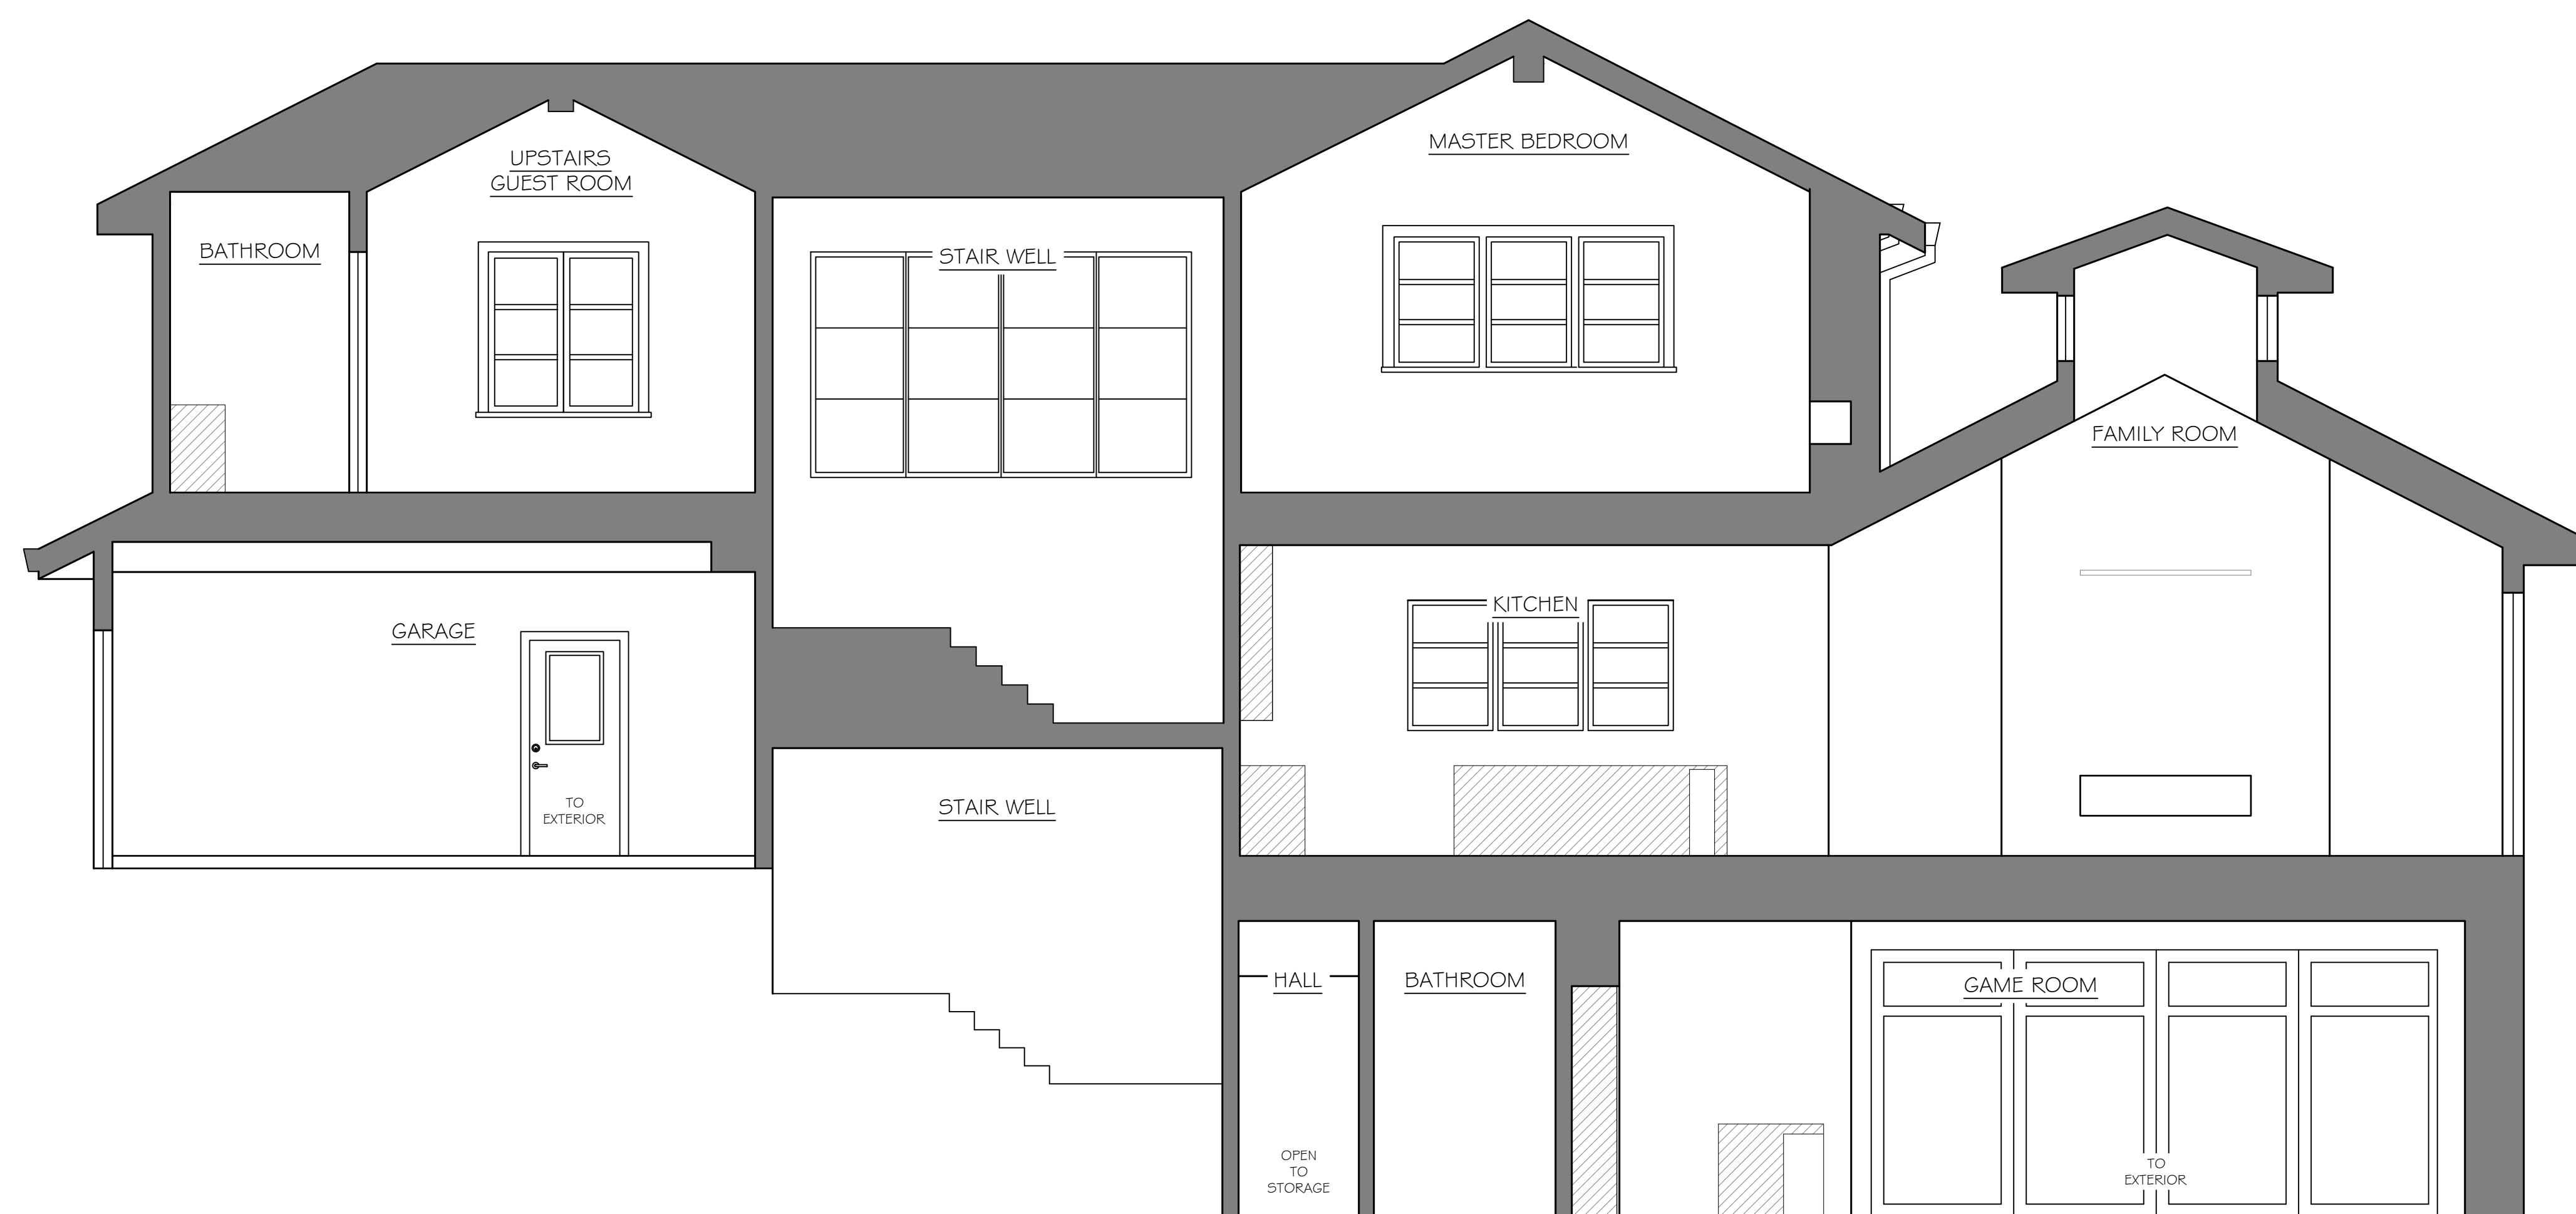 MASTER BEDROOM
UPSTAIRS
GUEST ROOM
BATHROOM
STAIR WELL
FAMILY ROOM
KITCHEN
GARAGE
TO
EXTERIOR
STAIR WELL
HALL
BATHROOM
GAME ROOM
OPEN
TO
STORAGE
TO
EXTERIOR